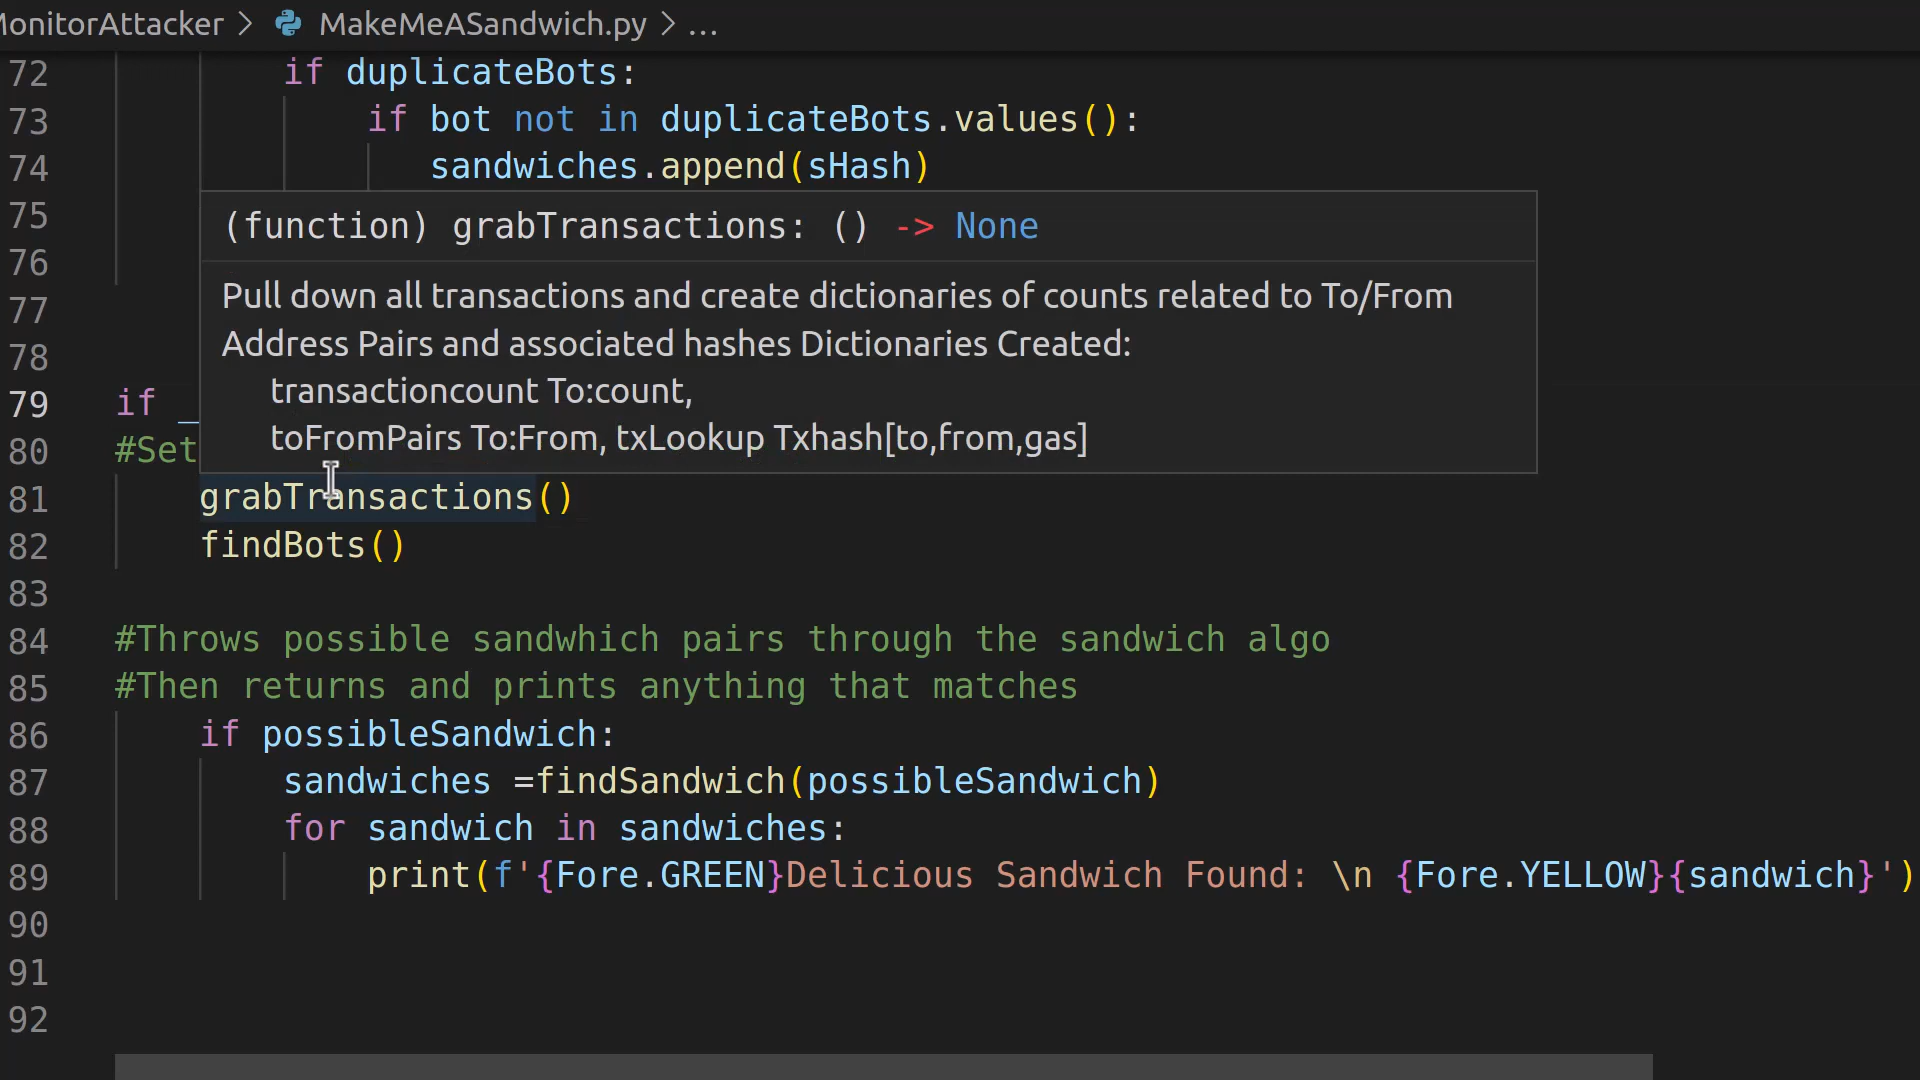 MonitorAttacker > MakeMeASandwich.py > ...
72 if duplicateBots:
73 if bot not in duplicateBots.values():
74 sandwiches.append(sHash)
75
76
77
78
79 if _
80 #Set
81 grabTransactions()
82 findBots()
83
84 #Throws possible sandwhich pairs through the sandwich algo
85 #Then returns and prints anything that matches
86 if possibleSandwich:
87 sandwiches =findSandwich(possibleSandwich)
88 for sandwich in sandwiches:
89 print(f'{Fore.GREEN}Delicious Sandwich Found: \n {Fore.YELLOW}{sandwich}')
90
91
92
(function) grabTransactions: () -> None
Pull down all transactions and create dictionaries of counts related to To/From
Address Pairs and associated hashes Dictionaries Created:
transactioncount To:count,
toFromPairs To:From, txLookup Txhash[to,from,gas]